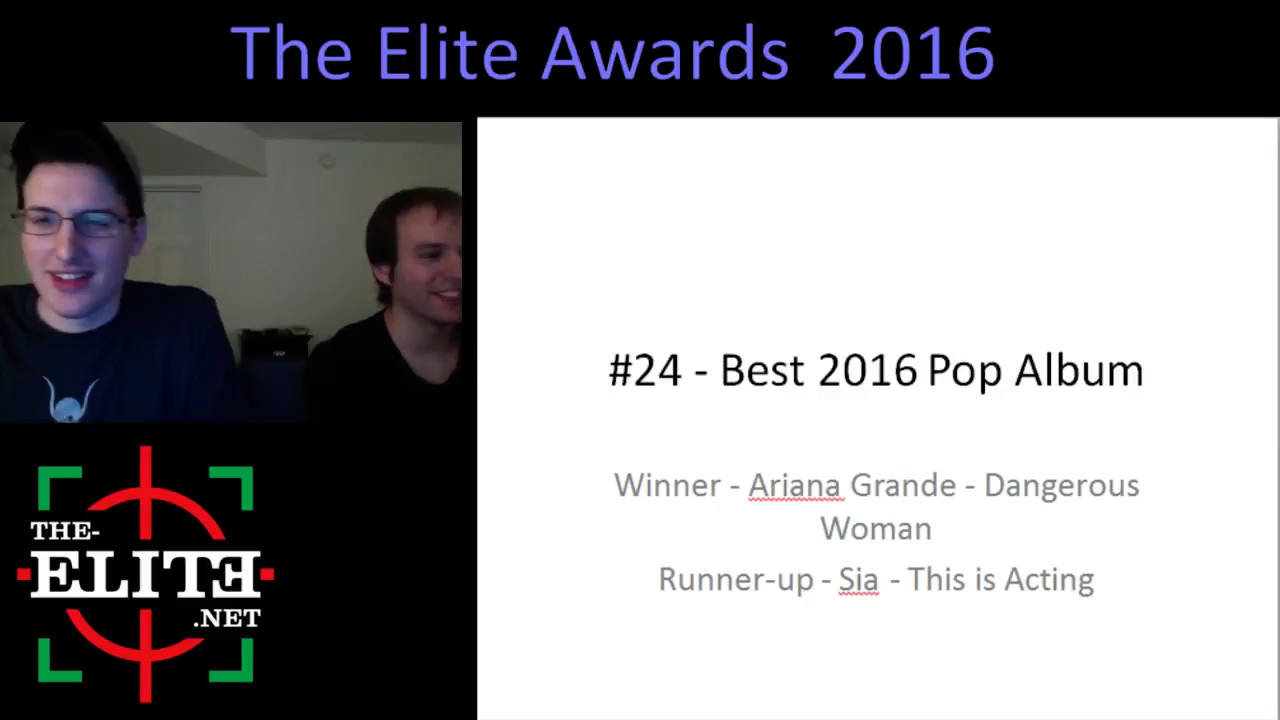 The Elite Awards 2016
#24 - Best 2016 Pop Album
Winner - Ariana Grande - Dangerous
Woman
Runner-up - Sia - This is Acting
THE-
ELITE
.NET